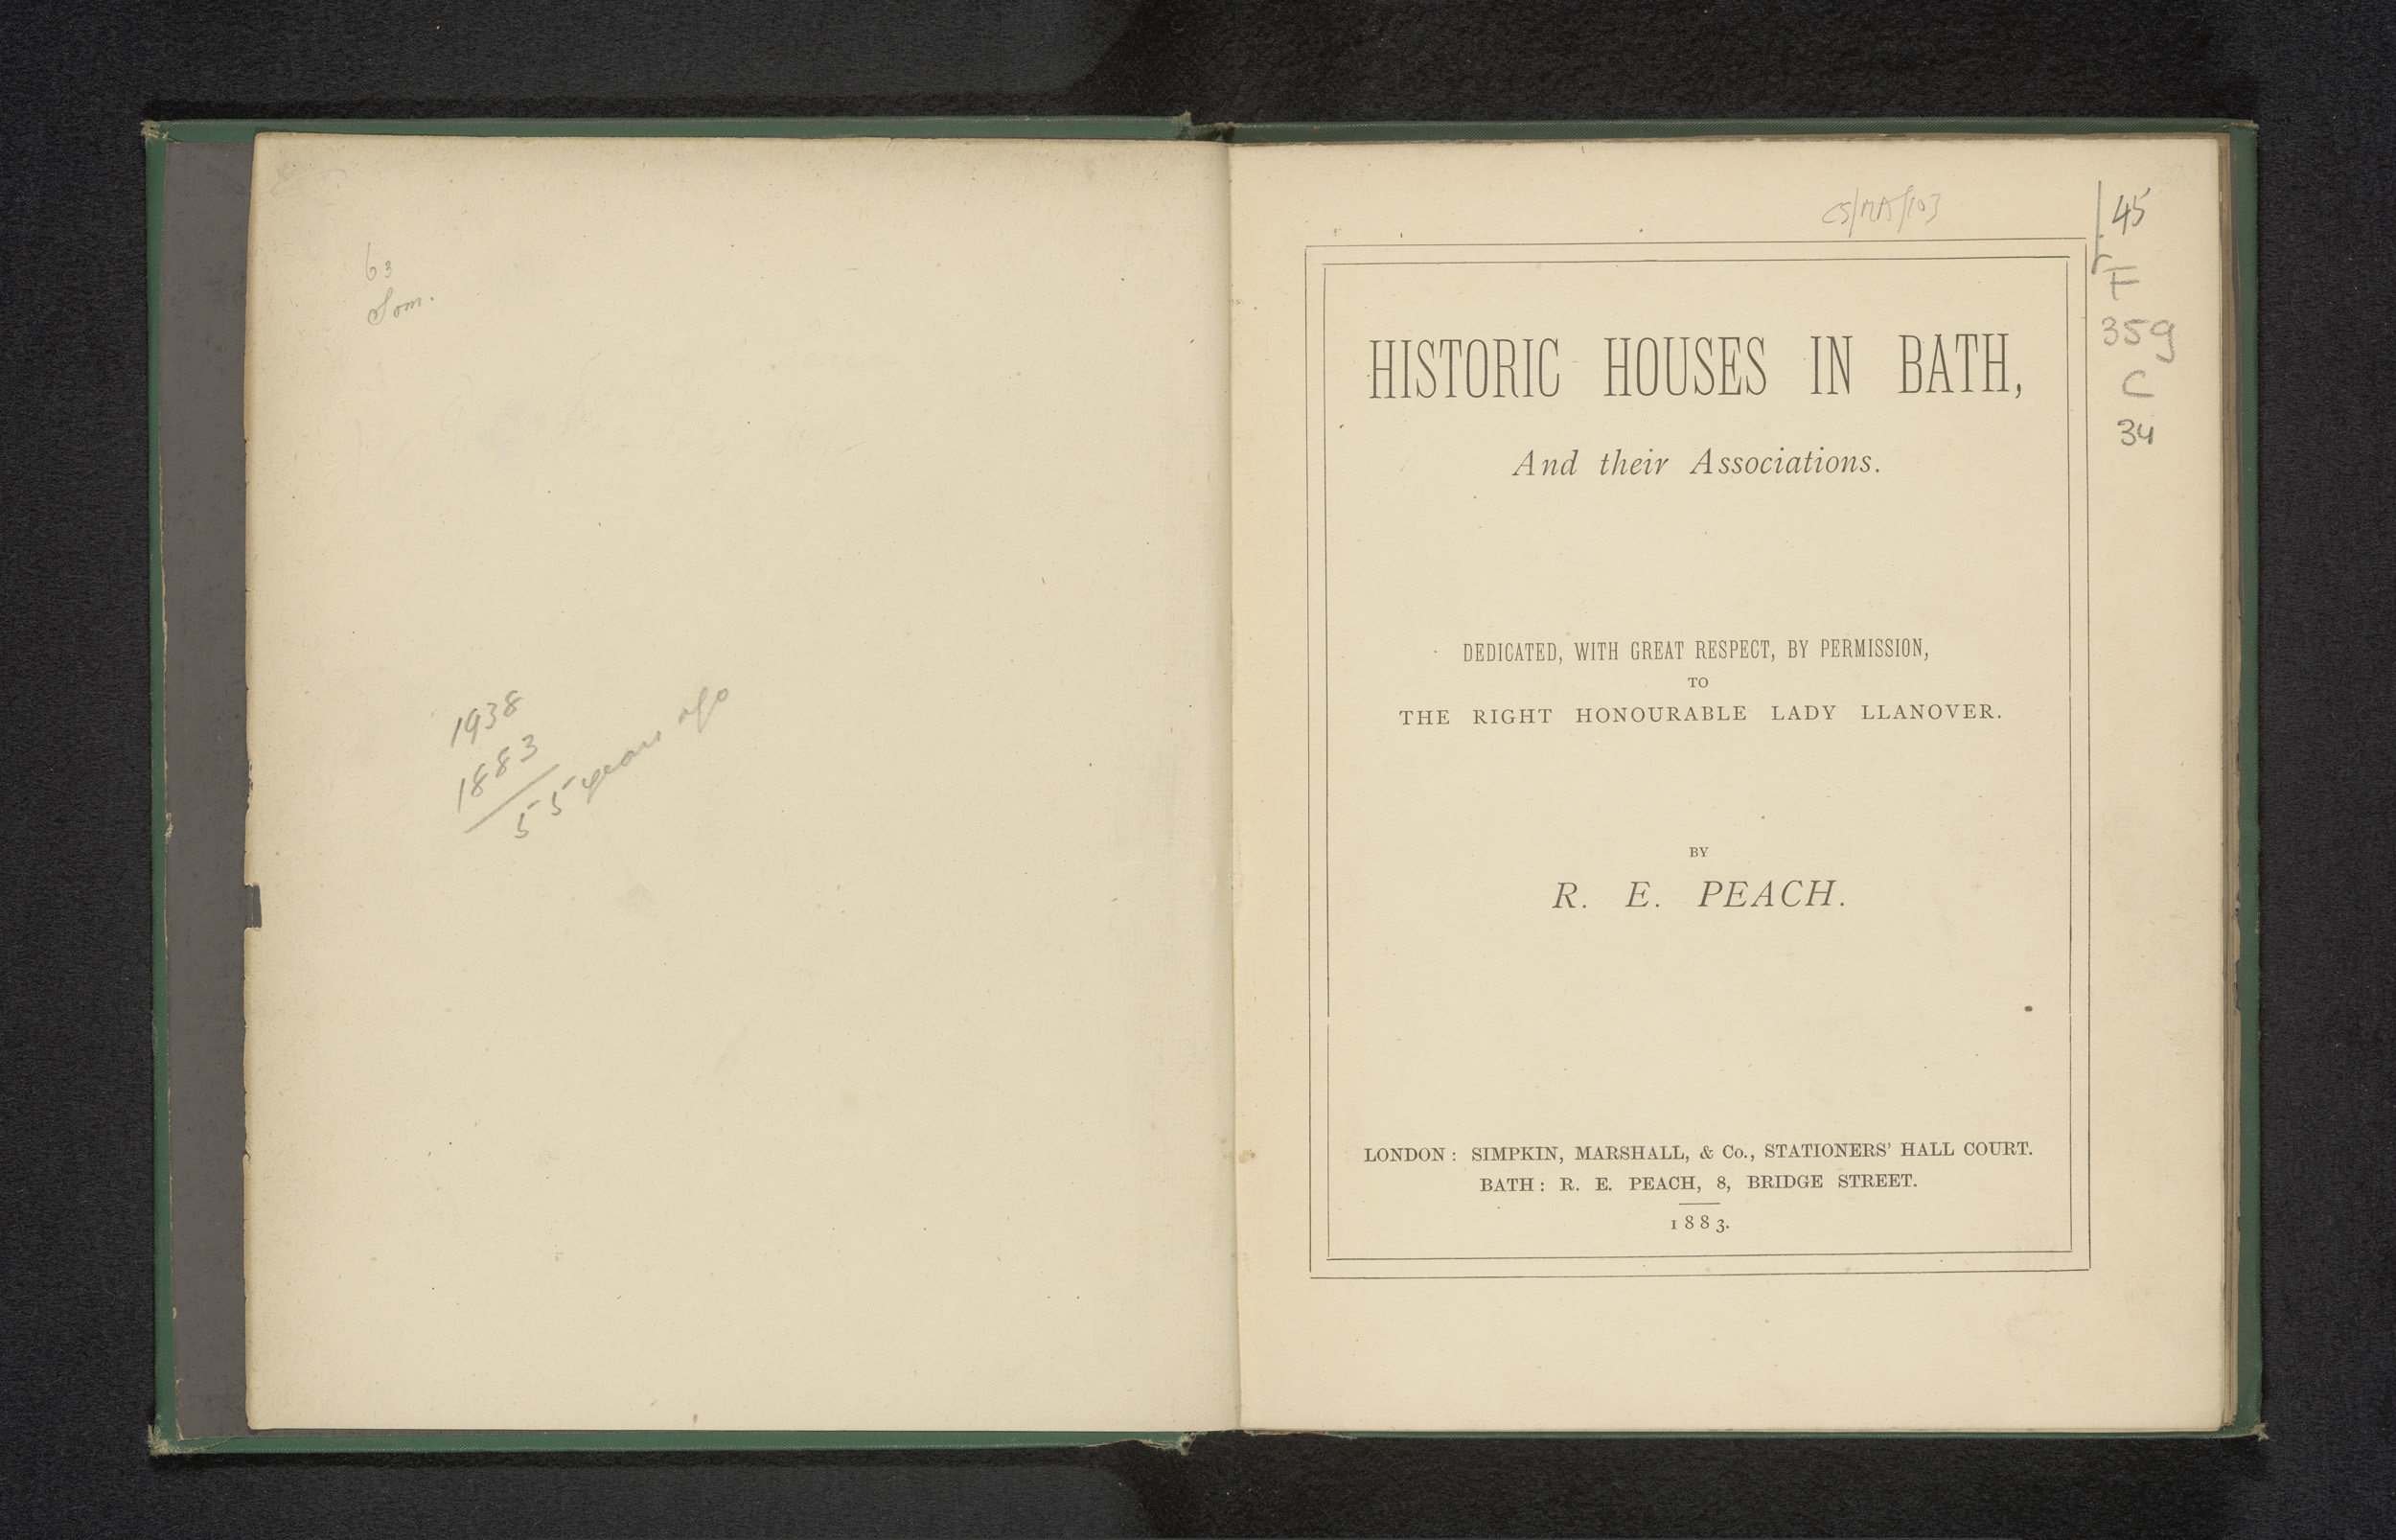 63
Som.
1938
1883
55 years ago
CS/MA/103
45
F
359
C
34
HISTORIC HOUSES IN BATH,
And their Associations.
DEDICATED, WITH GREAT RESPECT, BY PERMISSION,
TO
THE RIGHT HONOURABLE LADY LLANOVER.
BY
R. E. PEACH.
LONDON: SIMPKIN, MARSHALL, & Co., STATIONERS' HALL COURT.
BATH: R. E. PEACH, 8, BRIDGE STREET.
1883.